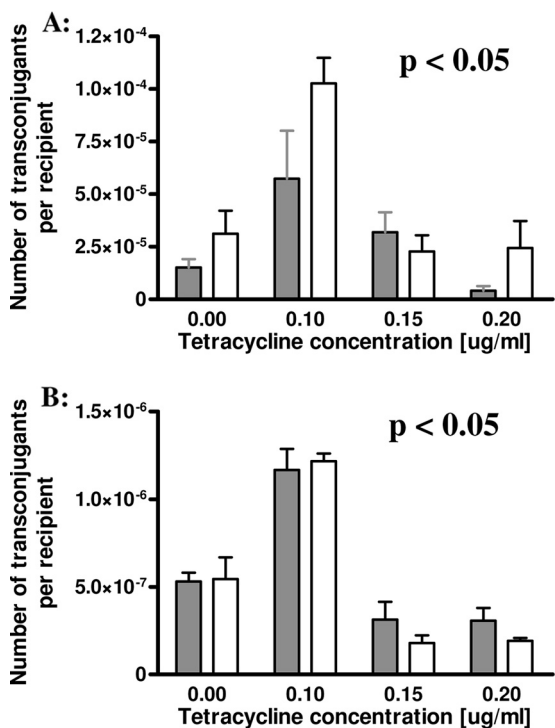 A:
p < 0.05
Number of transconjugants
per recipient
1.2×10⁻⁴
1.0×10⁻⁴
7.5×10⁻⁵
5.0×10⁻⁵
2.5×10⁻⁵
0
0.00 0.10 0.15 0.20
Tetracycline concentration [ug/ml]
B:
p < 0.05
Number of transconjugants
per recipient
1.5×10⁻⁶
1.0×10⁻⁶
5.0×10⁻⁷
0
0.00 0.10 0.15 0.20
Tetracycline concentration [ug/ml]